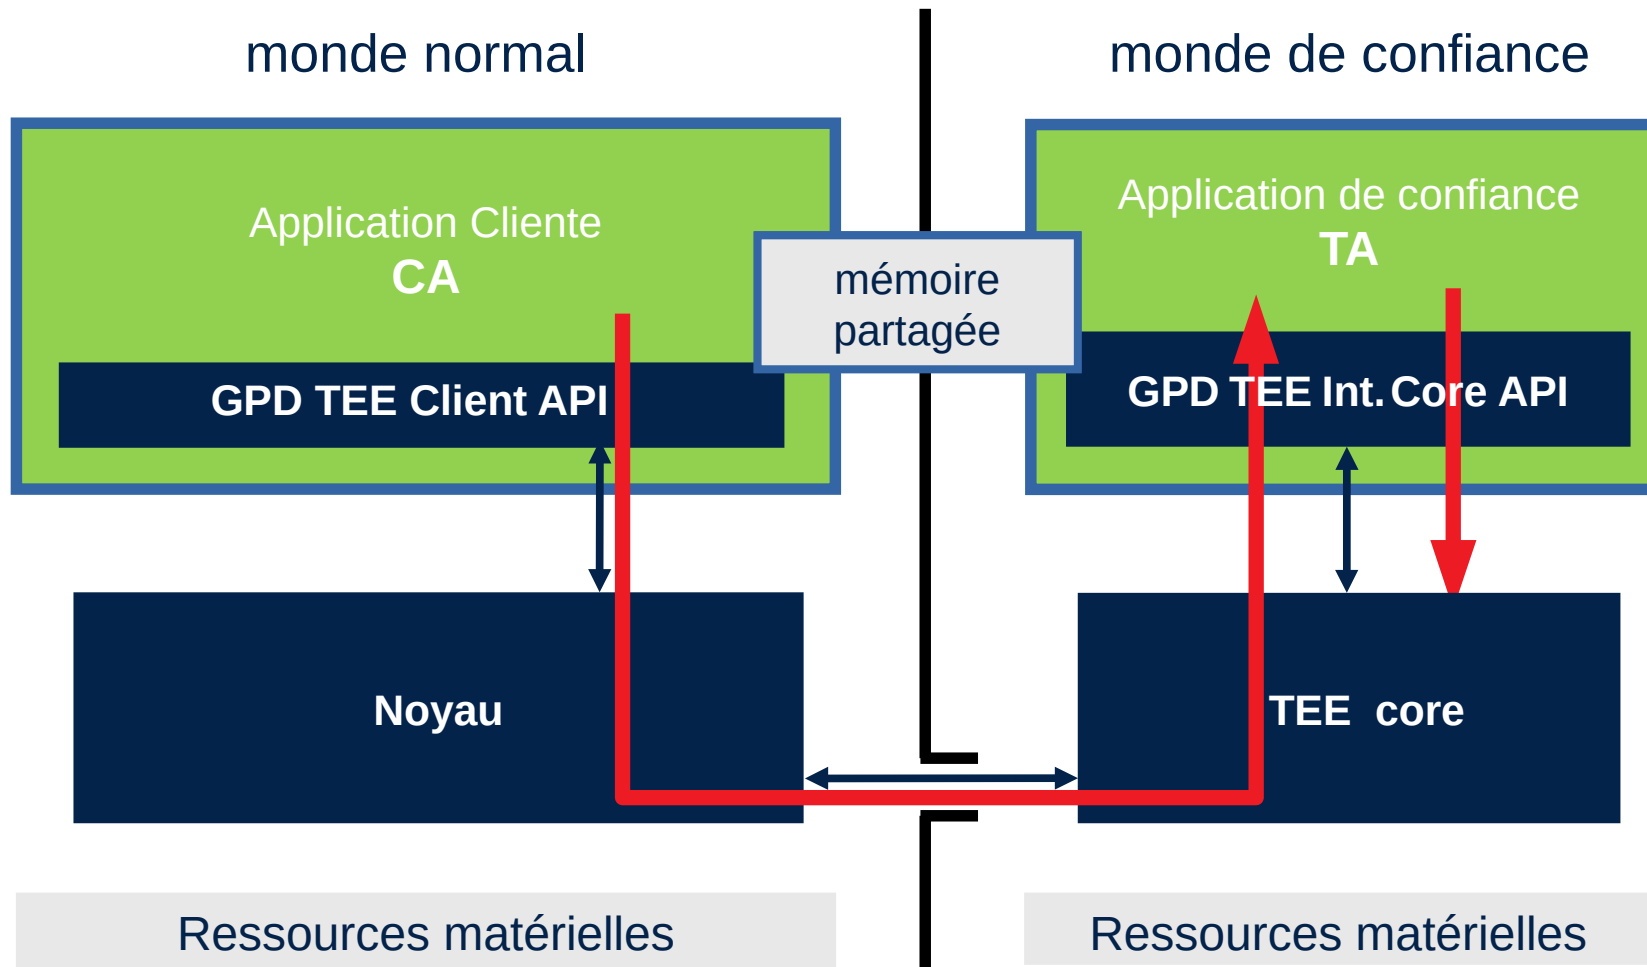 monde normal
monde de confiance
Application Cliente
CA
mémoire
partagée
Application de confiance
TA
GPD TEE Client API
GPD TEE Int. Core API
Noyau
TEE core
Ressources matérielles
Ressources matérielles